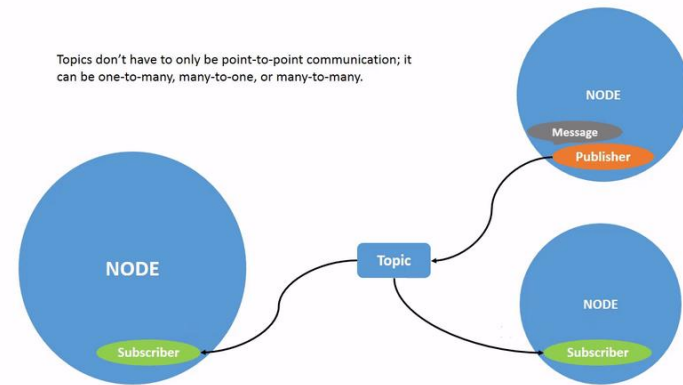 Topics don't have to only be point-to-point communication; it
can be one-to-many, many-to-one, or many-to-many.
NODE
Message
Publisher
NODE
Topic
Subscriber
NODE
Subscriber